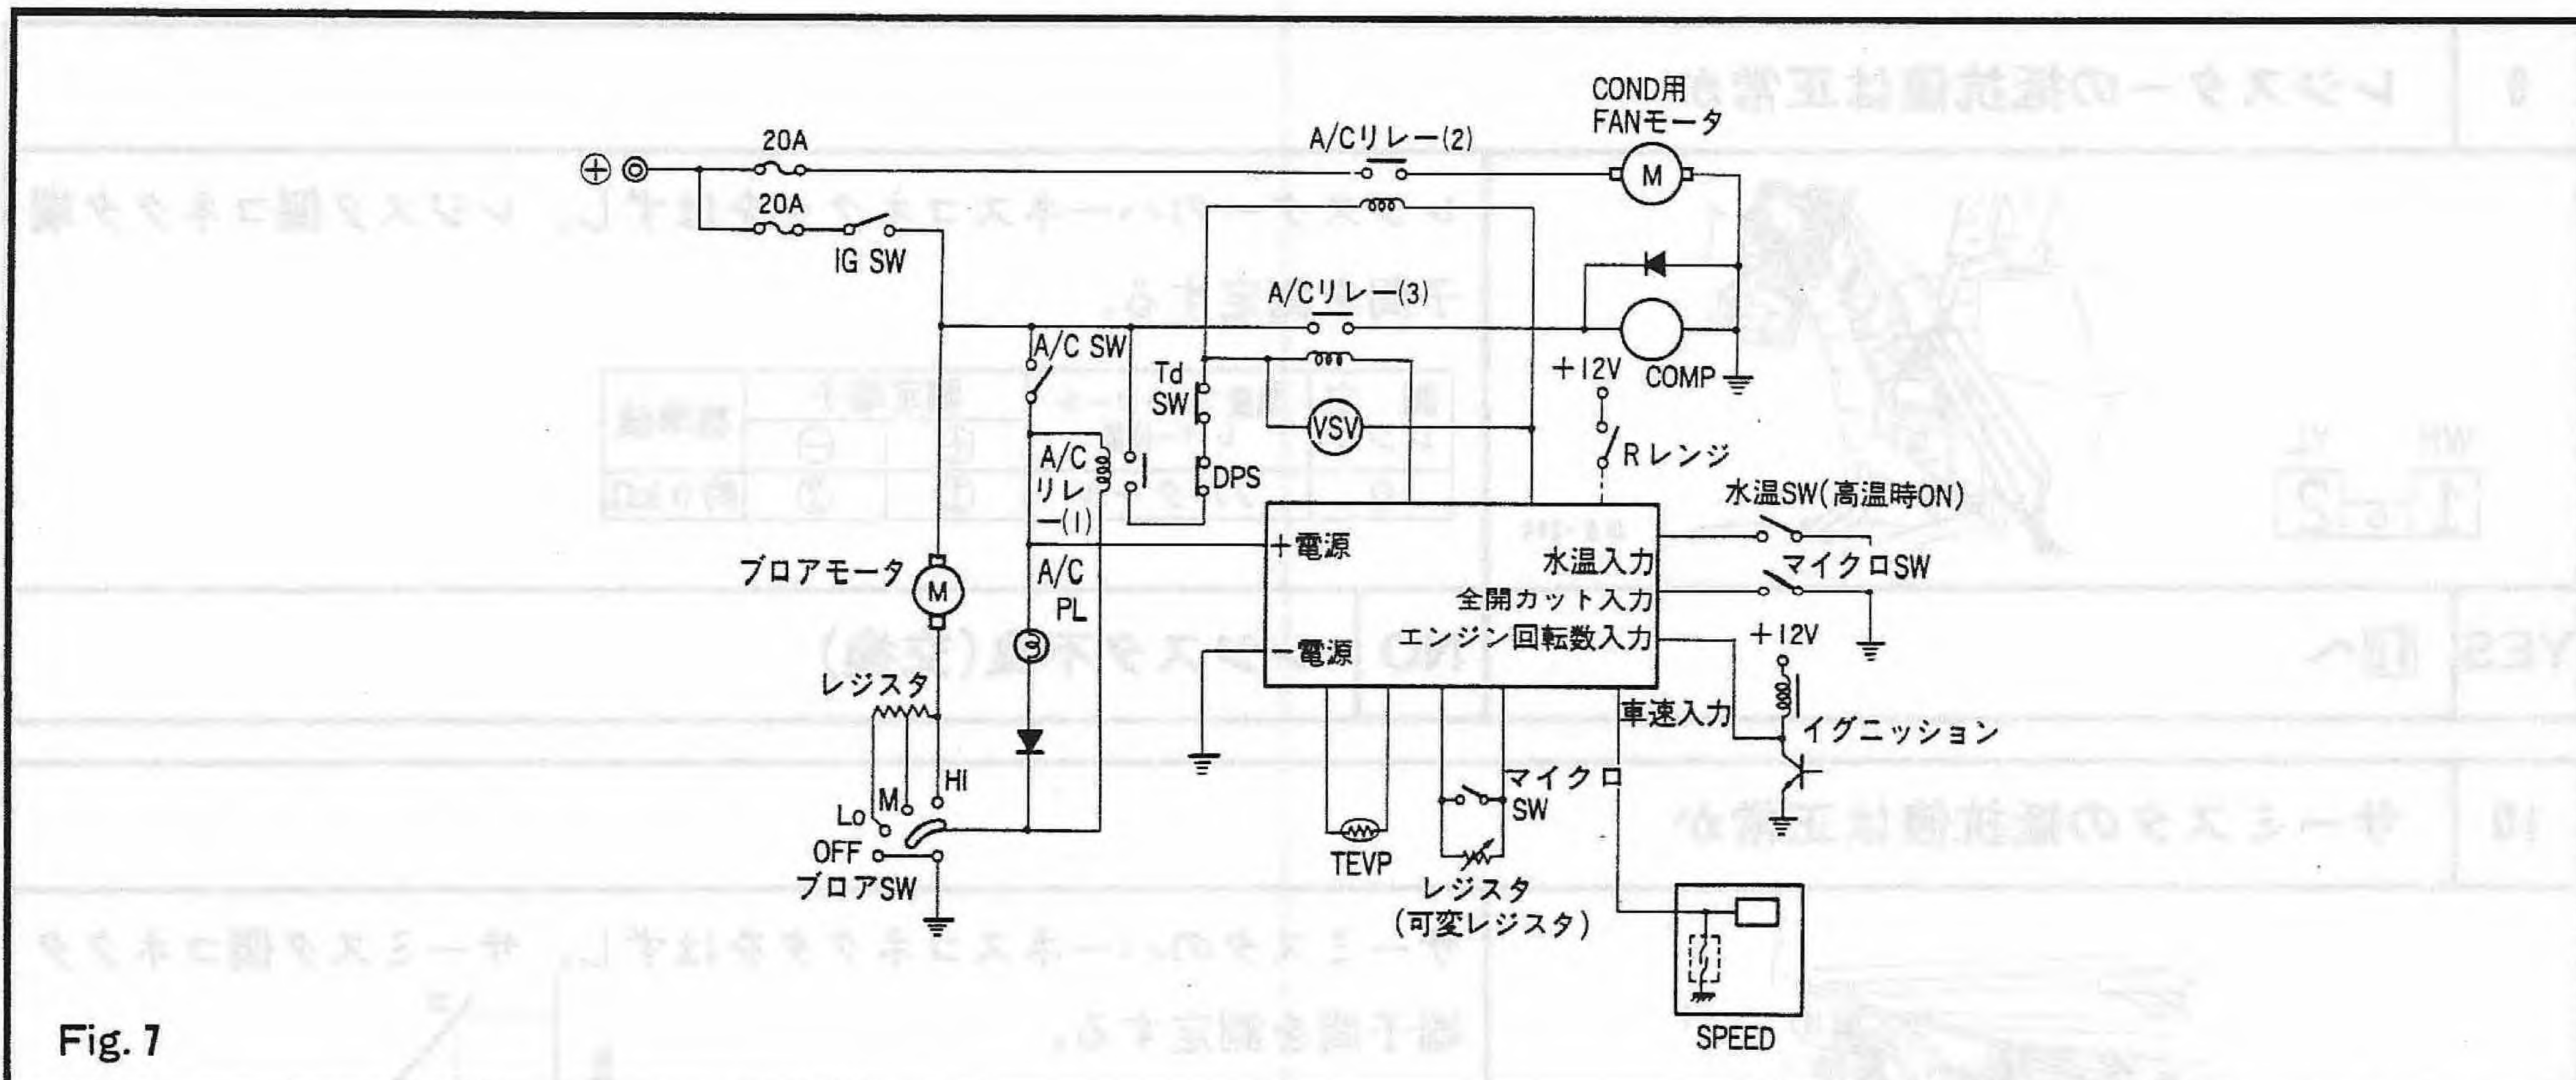 COND用
FANモータ
20A
A/Cリレー(2)
M
20A
IG SW
A/Cリレー(3)
A/C SW
Td
SW
+12V
COMP
VSV
A/C
リレ
ー(1)
DPS
Rレンジ
水温SW(高温時ON)
+電源
水温入力
マイクロSW
ブロアモータ
M
A/C
PL
全開カット入力
エンジン回転数入力
+12V
-電源
レジスタ
車速入力
イグニッション
HI
M
Lo
マイクロ
SW
OFF
ブロアSW
TEVP
レジスタ
(可変レジスタ)
SPEED
Fig. 7